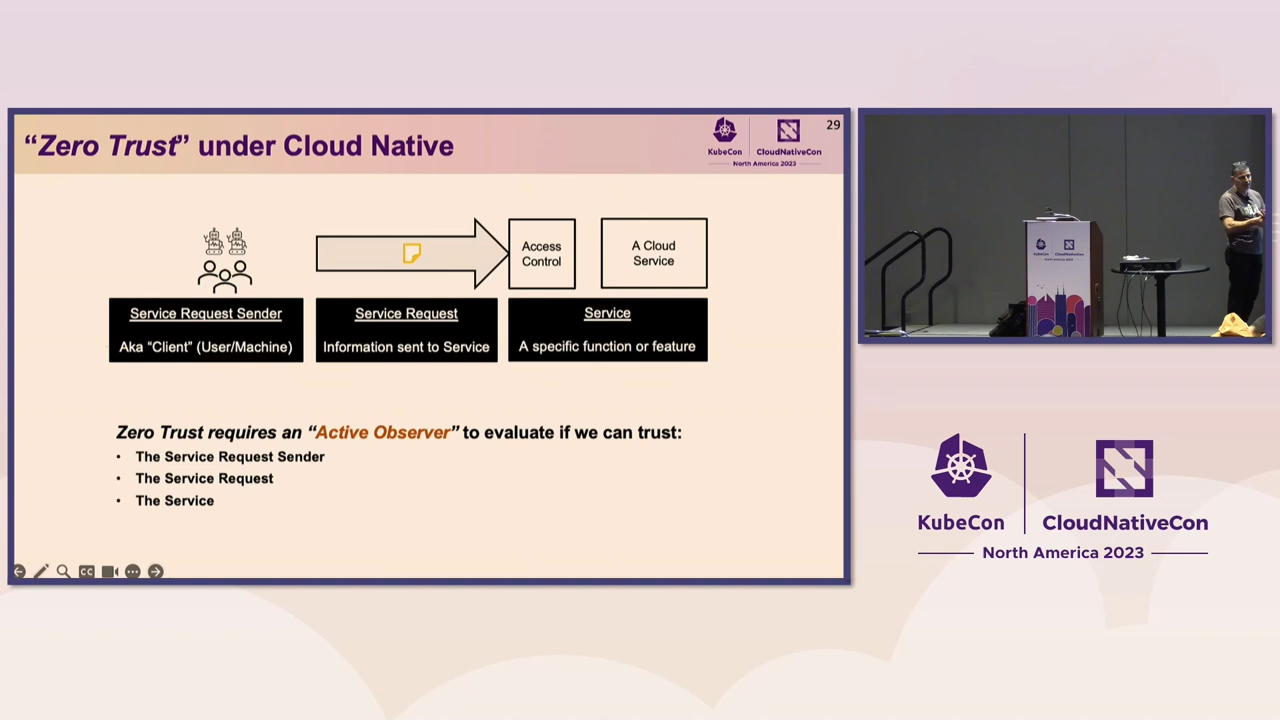 “Zero Trust” under Cloud Native
KubeCon
CloudNativeCon
North America 2023
29
Access
Control
A Cloud
Service
Service Request Sender
Aka “Client” (User/Machine)
Service Request
Information sent to Service
Service
A specific function or feature
Zero Trust requires an “Active Observer” to evaluate if we can trust:
• The Service Request Sender
• The Service Request
• The Service
CC
KubeCon
CloudNativeCon
KubeCon
CloudNativeCon
North America 2023